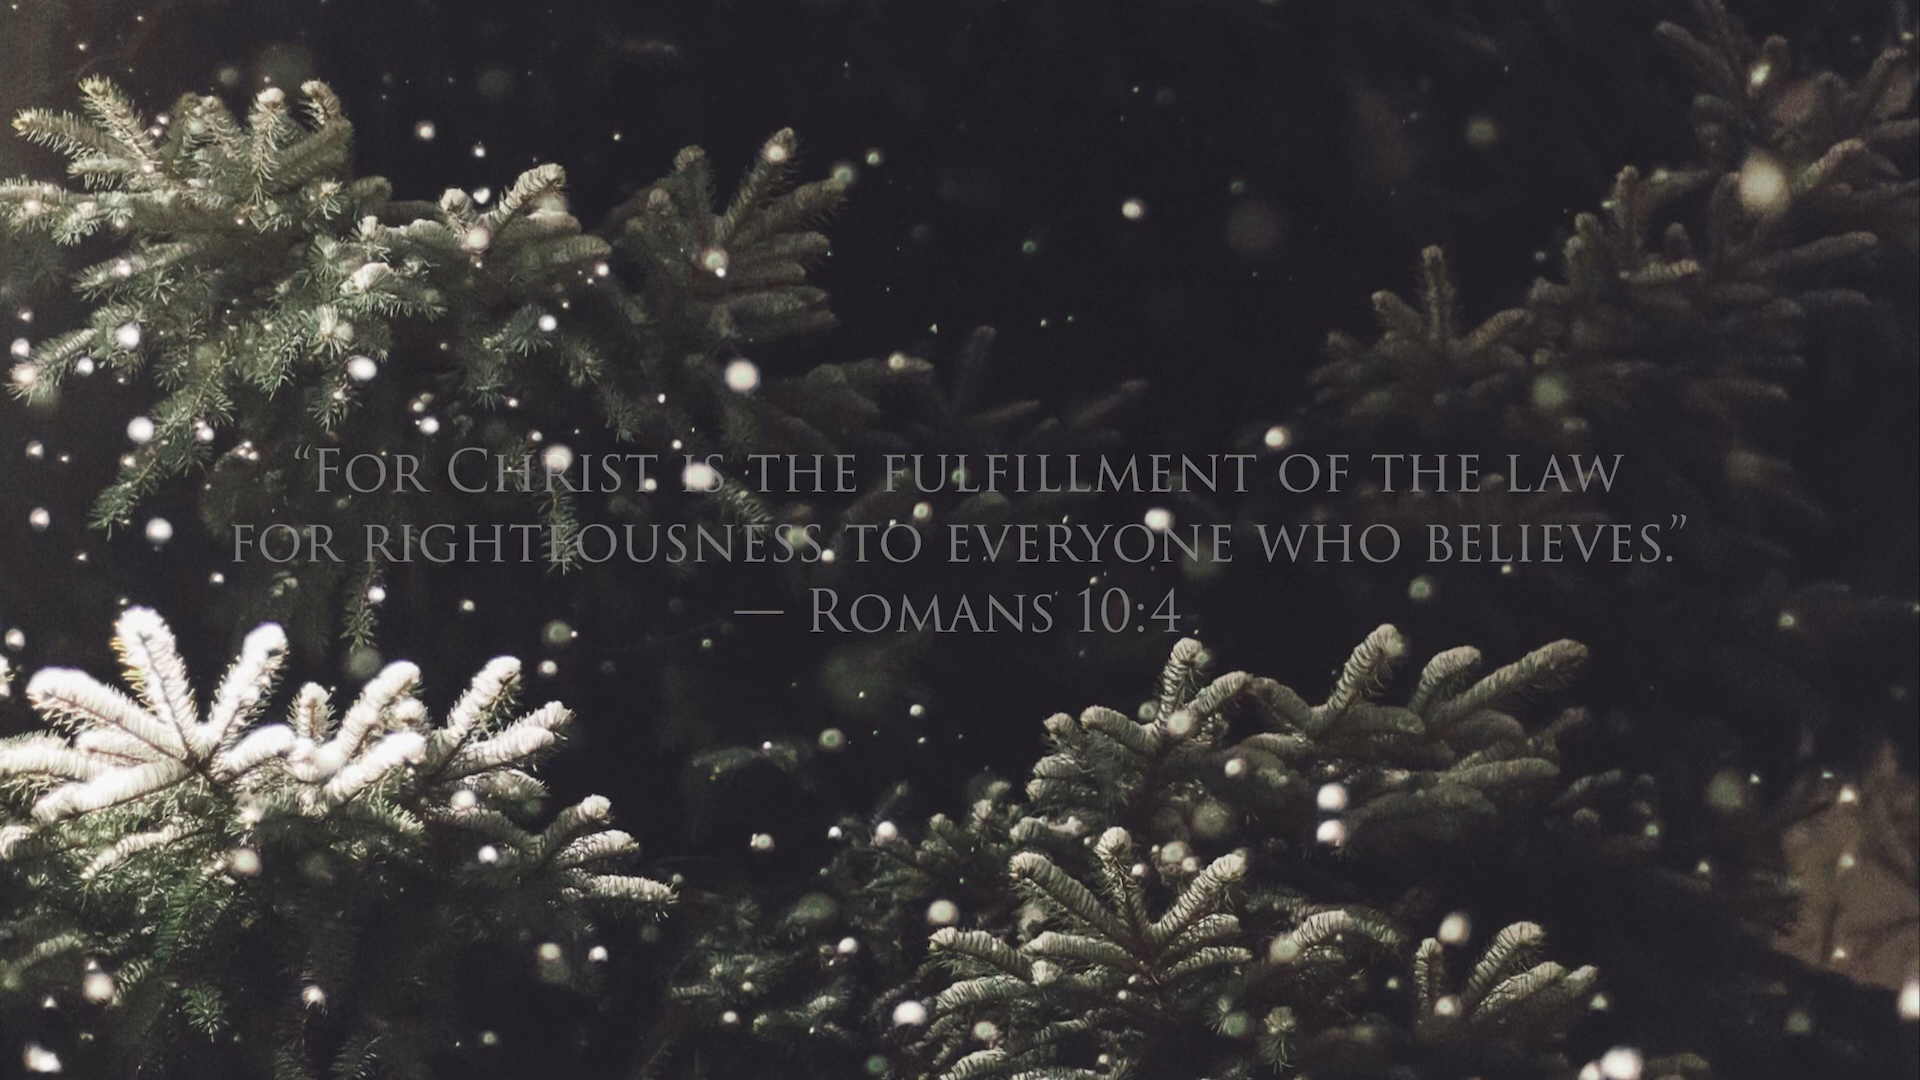 “For Christ is the fulfillment of the law
for righteousness to everyone who believes.”
— Romans 10:4